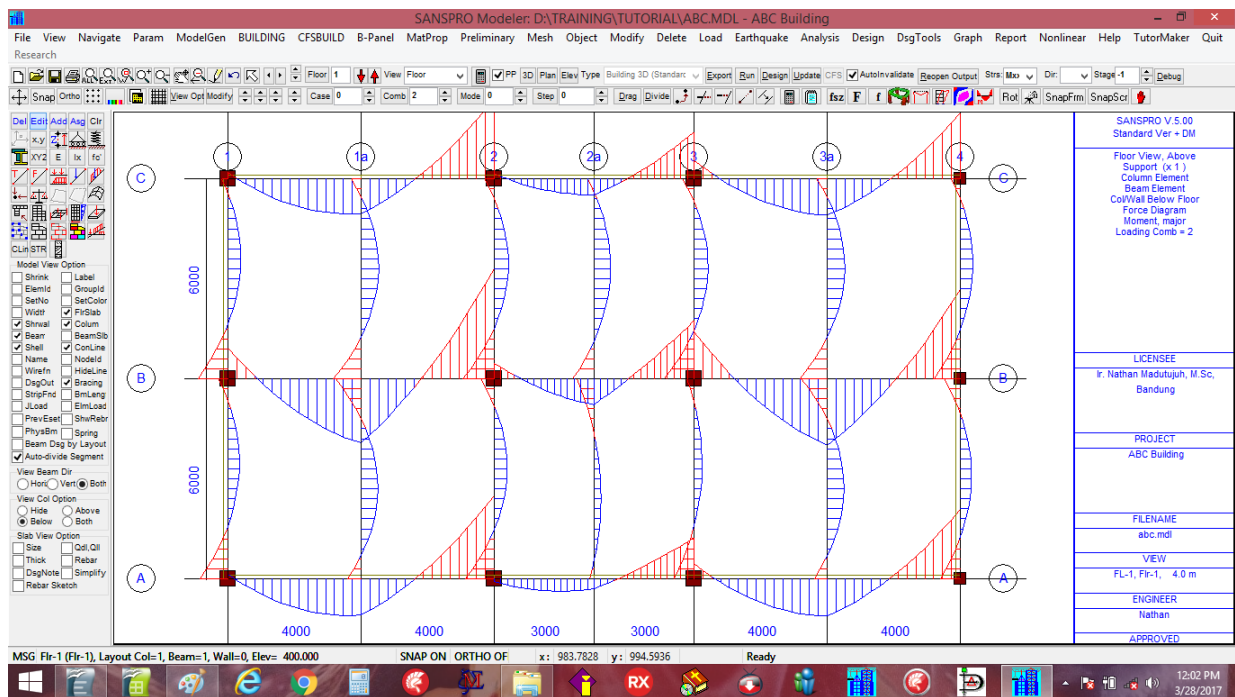 SANSPRO Modeler: D:\TRAINING\TUTORIAL\ABC.MDL - ABC Building
File View Navigate Param ModelGen BUILDING CFSBUILD B-Panel MatProp Preliminary Mesh Object Modify Delete Load Earthquake Analysis Design DsgTools Graph Report Nonlinear Help TutorMaker Quit
Research
Floor 1 View Floor PP 3D Plan Elev Type Building 3D (Standarc Export Run Design Update CFS AutoInvalidate Reopen Output Strs: Max Dir: Stage -1 Debug
Snap Ortho View Opt Modify Case 0 Comb 2 Mode 0 Step 0 Drag Divide fsz F f Rot SnapFrm SnapScr
Del Edit Add Asg Clr
x,y
XYZ E Ix fc'
CLin STR
Model View Option
Shrink Label
ElemId GroupId
SetNo SetColor
Width FlrSlab
Shrwal Colum
Bearr BeamSlb
Shell ConLine
Name NodeId
Wirefn HideLine
DsgOut Bracing
StripFnd BmLeng
JLoad ElmLoad
PrevEset ShwRebr
PhysBm Spring
Beam Dsg by Layout
Auto-divide Segment
View Beam Dir
Hori Vert Both
View Col Option
Hide Above
Below Both
Slab View Option
Size Qdl,Qll
Thick Rebar
DsgNote Simplify
Rebar Sketch
1 1a 2 2a 3 3a 4
C C
6000
B B
6000
A A
4000 4000 3000 3000 4000 4000
SANSPRO V.5.00
Standard Ver + DM
Floor View, Above
Support (x 1 )
Column Element
Beam Element
Col/Wall Below Floor
Force Diagram
Moment, major
Loading Comb = 2
LICENSEE
Ir. Nathan Madutujuh, M.Sc,
Bandung
PROJECT
ABC Building
FILENAME
abc.mdl
VIEW
FL-1, Flr-1, 4.0 m
ENGINEER
Nathan
APPROVED
MSG Flr-1 (Flr-1), Layout Col=1, Beam=1, Wall=0, Elev= 400.000 SNAP ON ORTHO OF x: 983.7828 y: 994.5936 Ready
RX
12:02 PM
3/28/2017